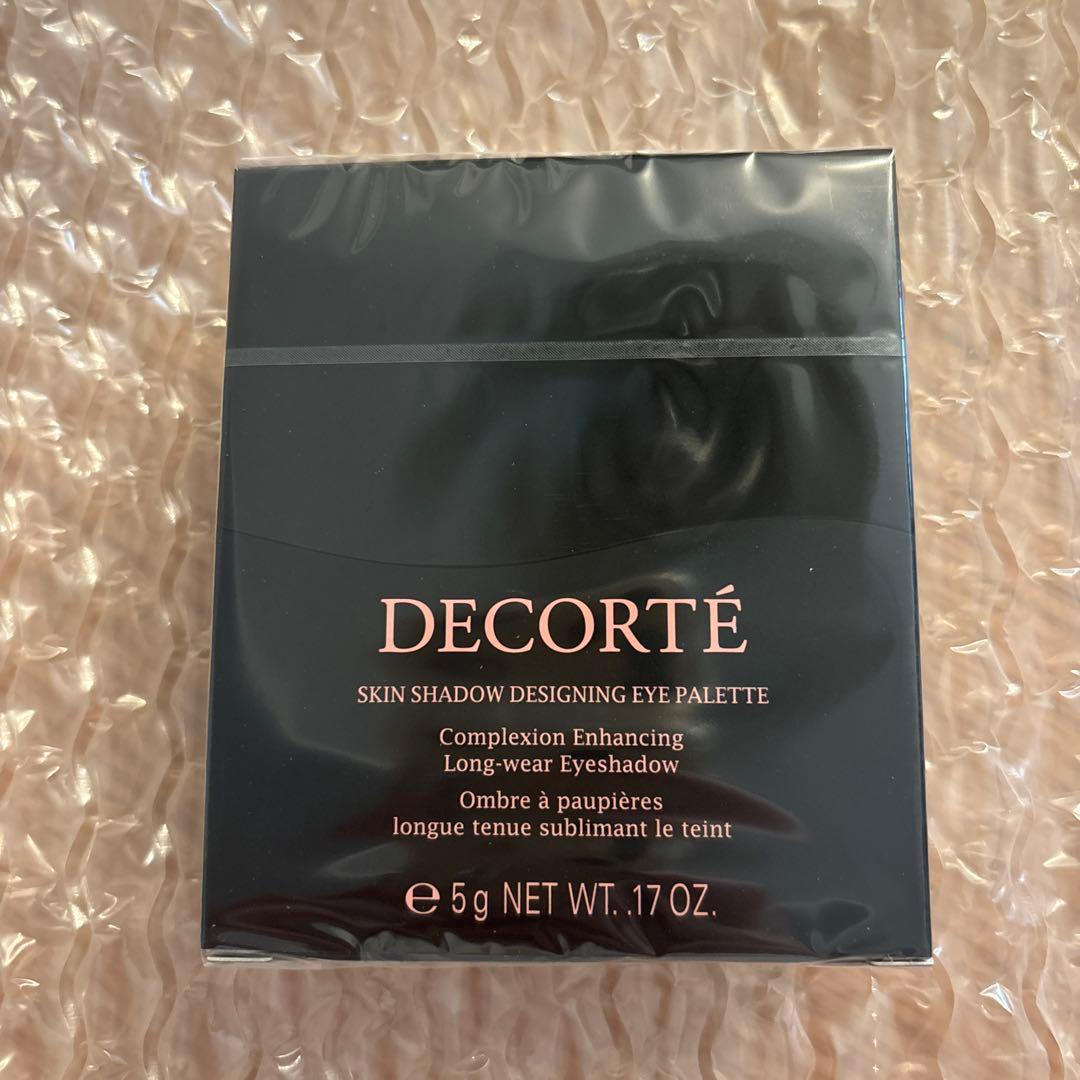 DECORTÉ
SKIN SHADOW DESIGNING EYE PALETTE
Complexion Enhancing
Long-wear Eyeshadow
Ombre à paupières
longue tenue sublimant le teint
℮ 5g NET WT. .17 OZ.